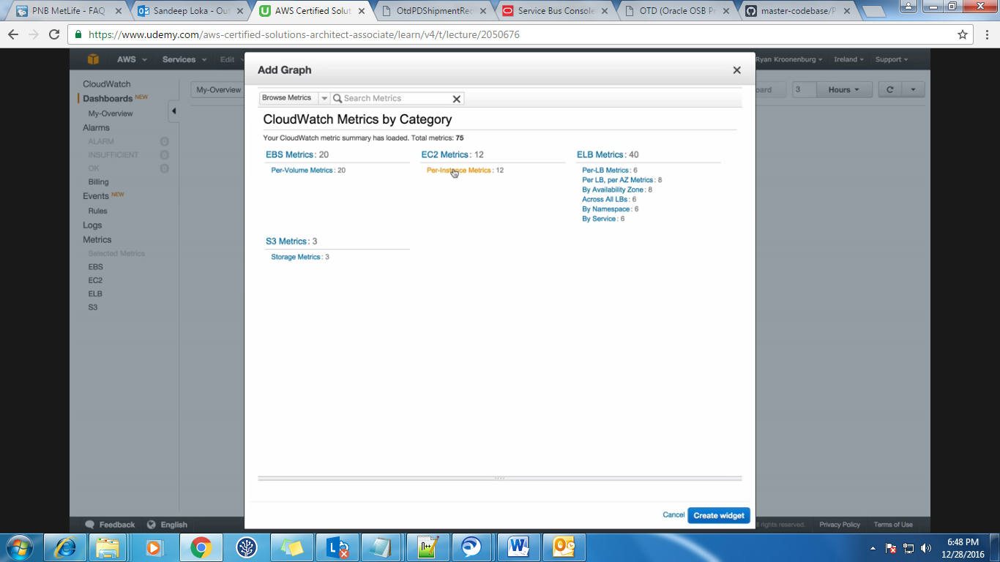 PNB MetLife - FAQ
Sandeep Loka - Out
AWS Certified Solut
OtdPDShipmentRec
Service Bus Console
OTD (Oracle OSB Pr
master-codebase/P
https://www.udemy.com/aws-certified-solutions-architect-associate/learn/v4/t/lecture/2050676
AWS Services Edit
Ryan Kroonenburg Ireland Support
CloudWatch
Dashboards NEW
My-Overview
Alarms
ALARM 0
INSUFFICIENT 0
OK 0
Billing
Events NEW
Rules
Logs
Metrics
Selected Metrics
EBS
EC2
ELB
S3
My-Overview
oard 3 Hours
Add Graph
Browse Metrics Search Metrics
CloudWatch Metrics by Category
Your CloudWatch metric summary has loaded. Total metrics: 75
EBS Metrics : 20
Per-Volume Metrics : 20
EC2 Metrics : 12
Per-Instance Metrics : 12
ELB Metrics : 40
Per-LB Metrics : 6
Per LB, per AZ Metrics : 8
By Availability Zone : 8
Across All LBs : 6
By Namespace : 6
By Service : 6
S3 Metrics : 3
Storage Metrics : 3
Cancel Create widget
Feedback English
rights reserved. Privacy Policy Terms of Use
6:48 PM
12/28/2016